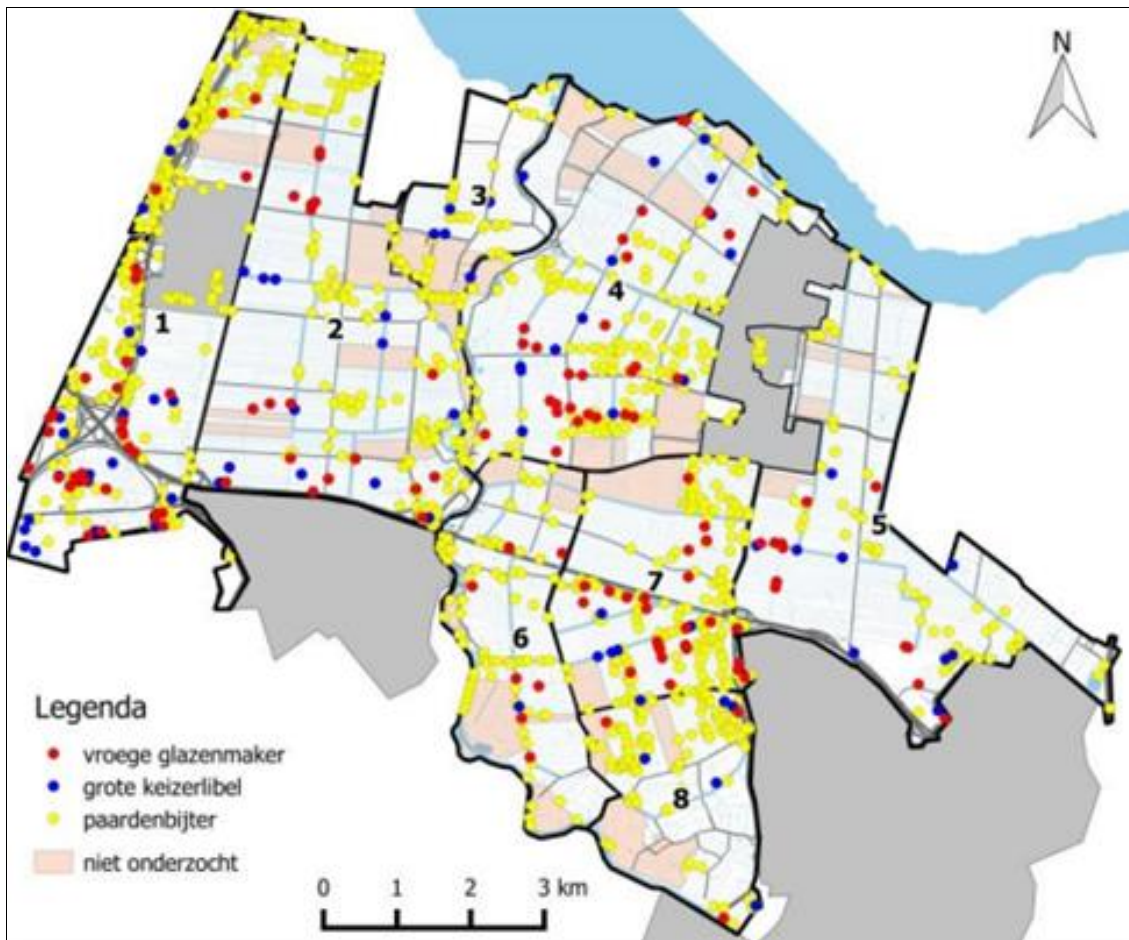 N
3
4
1
2
5
7
6
8
Legenda
vroege glazenmaker
grote keizerlibel
paardenbijter
niet onderzocht
0 1 2 3 km